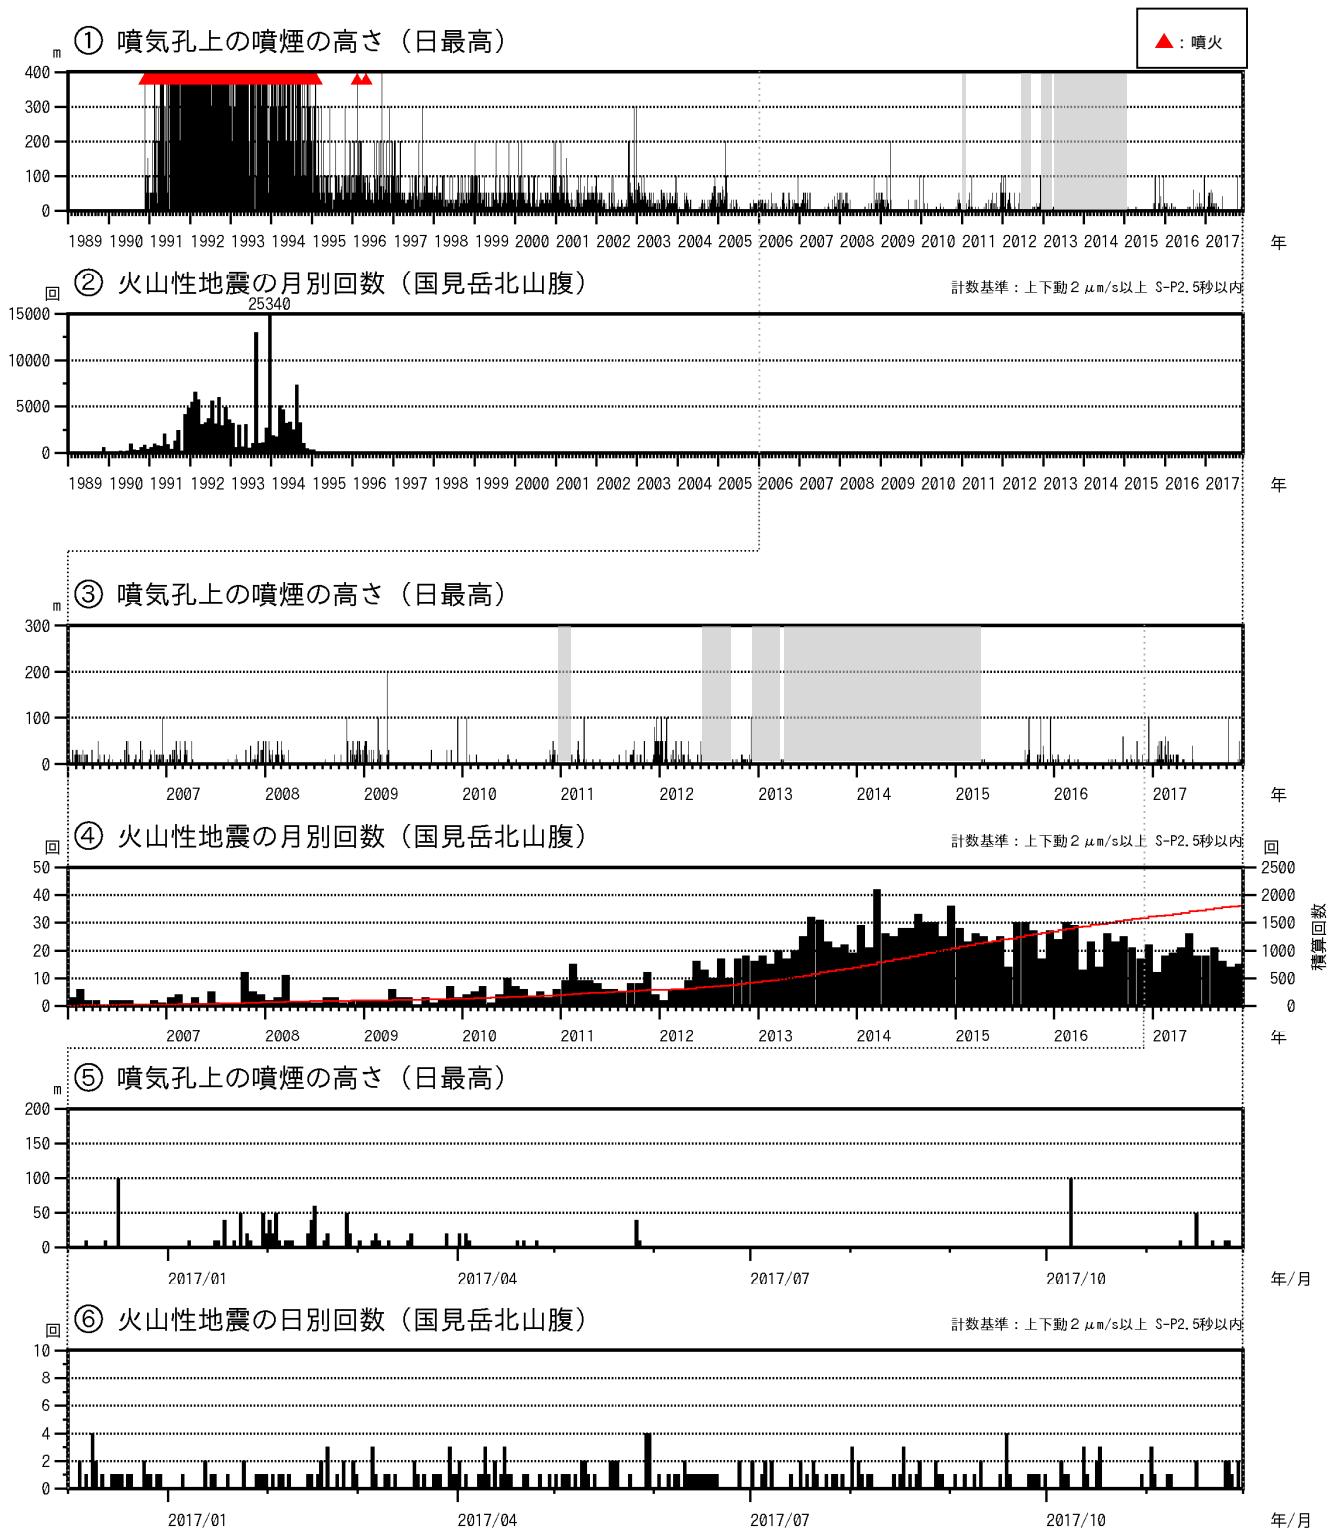 ▲：噴火
① 噴気孔上の噴煙の高さ（日最高）
m
400
300
200
100
0
1989 1990 1991 1992 1993 1994 1995 1996 1997 1998 1999 2000 2001 2002 2003 2004 2005 2006 2007 2008 2009 2010 2011 2012 2013 2014 2015 2016 2017 年
② 火山性地震の月別回数（国見岳北山腹）
計数基準：上下動２μm/s以上 S-P2.5秒以内
回
25340
15000
10000
5000
0
1989 1990 1991 1992 1993 1994 1995 1996 1997 1998 1999 2000 2001 2002 2003 2004 2005 2006 2007 2008 2009 2010 2011 2012 2013 2014 2015 2016 2017 年
③ 噴気孔上の噴煙の高さ（日最高）
m
300
200
100
0
2007 2008 2009 2010 2011 2012 2013 2014 2015 2016 2017 年
④ 火山性地震の月別回数（国見岳北山腹）
計数基準：上下動２μm/s以上 S-P2.5秒以内
回 回
50 2500
40 2000
30 1500
20 1000
10 500
0 0
積算回数
2007 2008 2009 2010 2011 2012 2013 2014 2015 2016 2017 年
⑤ 噴気孔上の噴煙の高さ（日最高）
m
200
150
100
50
0
2017/01 2017/04 2017/07 2017/10 年/月
⑥ 火山性地震の日別回数（国見岳北山腹）
計数基準：上下動２μm/s以上 S-P2.5秒以内
回
10
8
6
4
2
0
2017/01 2017/04 2017/07 2017/10 年/月